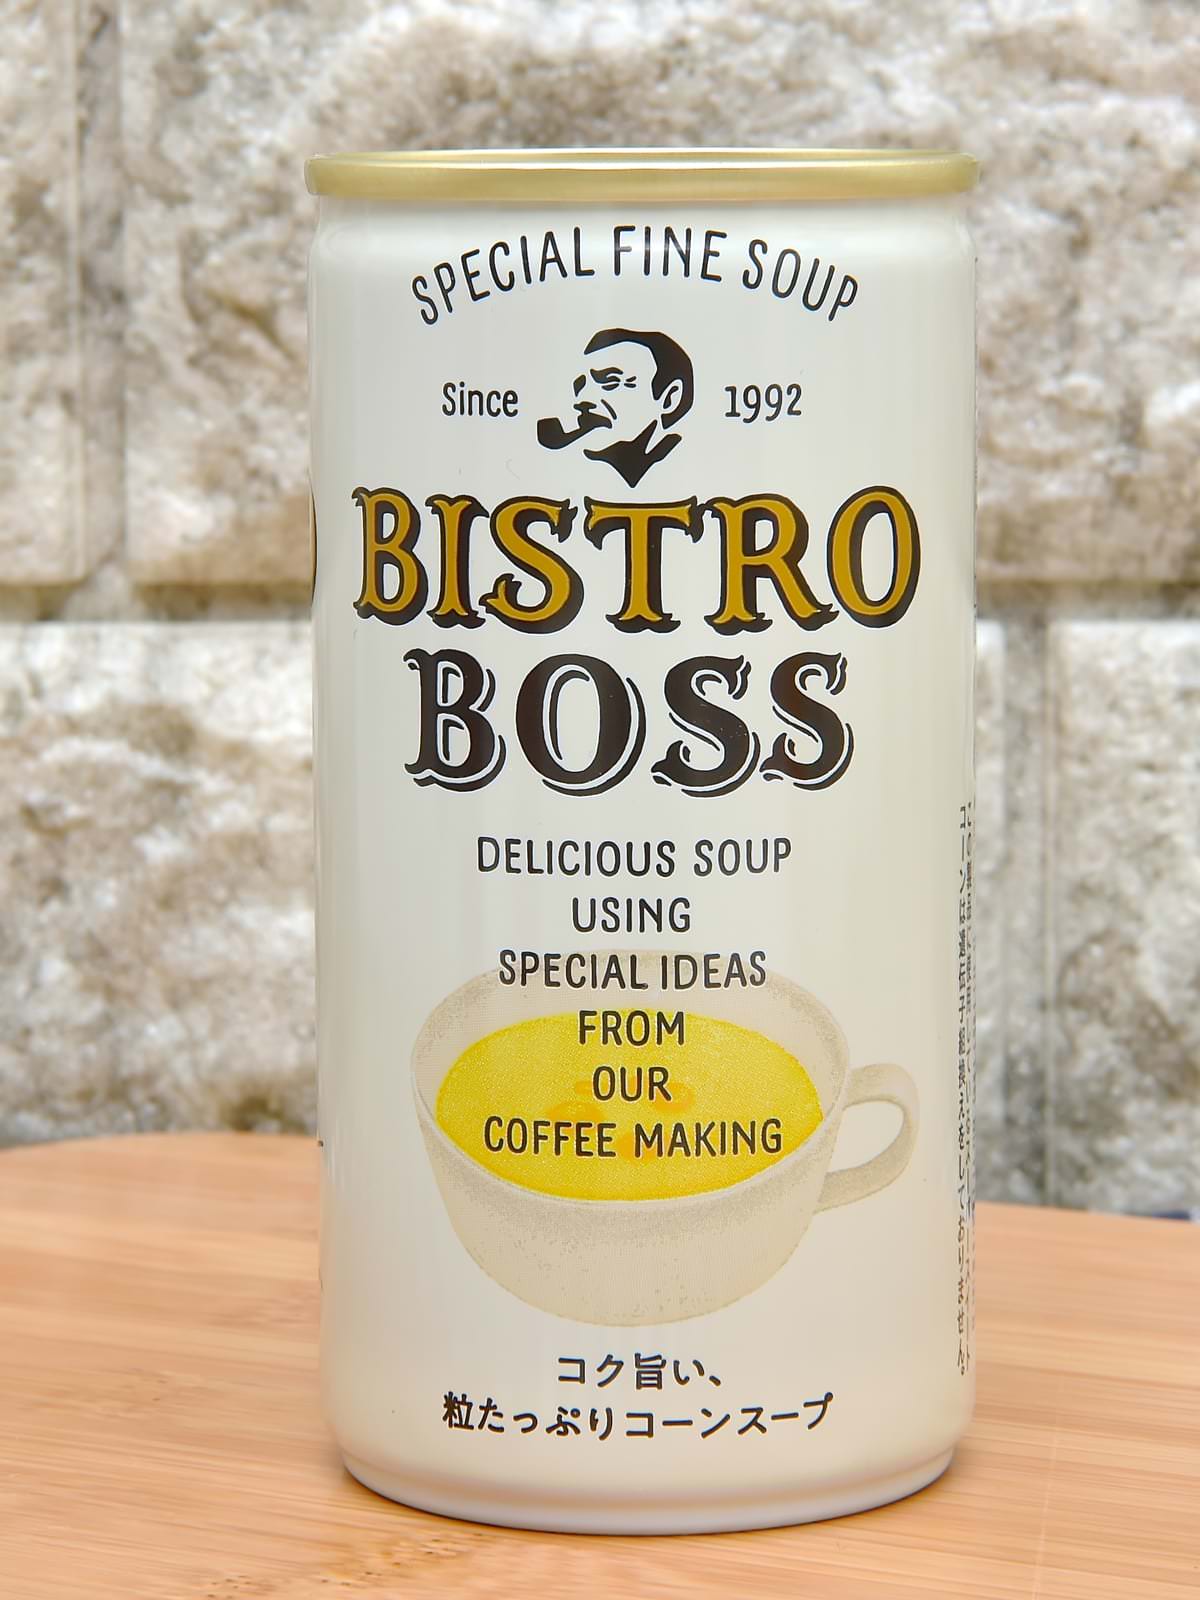 SPECIAL FINE SOUP
Since 1992
BISTRO
BOSS
DELICIOUS SOUP
USING
SPECIAL IDEAS
FROM
OUR
COFFEE MAKING
コク旨い、
粒たっぷりコーンスープ